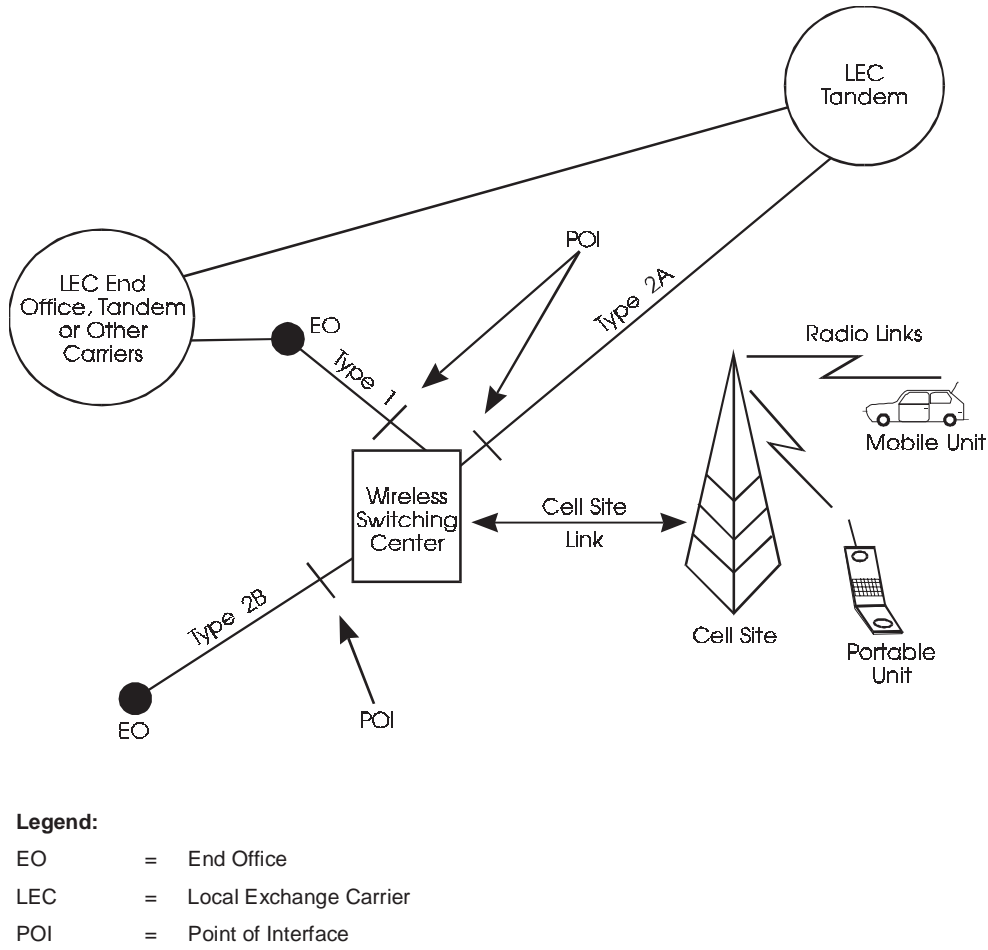 LEC
Tandem
POI
LEC End
Office, Tandem
or Other
Carriers
EO
Type 1
Type 2A
Radio Links
Mobile Unit
Wireless
Switching
Center
Cell Site
Link
Type 2B
Cell Site
Portable
Unit
POI
EO
Legend:
EO = End Office
LEC = Local Exchange Carrier
POI = Point of Interface